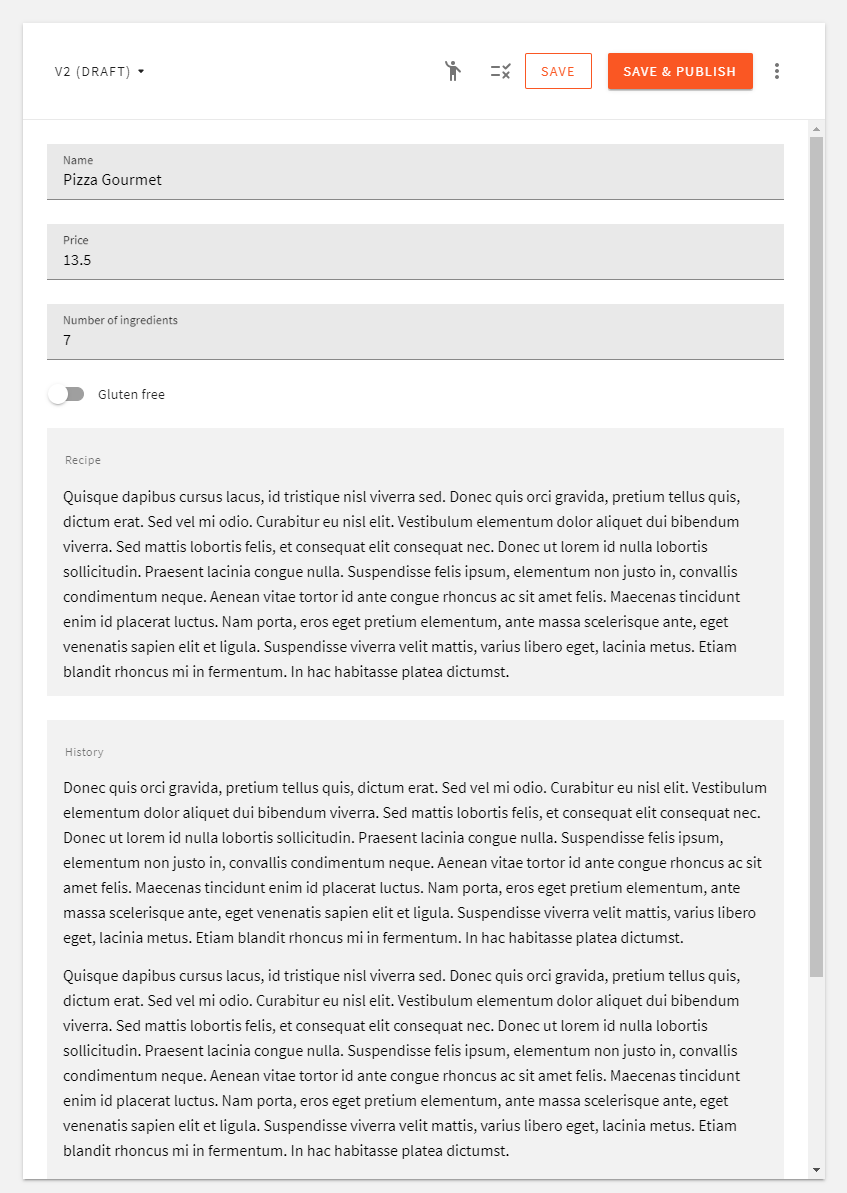 V2 (DRAFT)
SAVE
SAVE & PUBLISH
Name
Pizza Gourmet
Price
13.5
Number of ingredients
7
Gluten free
Recipe
Quisque dapibus cursus lacus, id tristique nisl viverra sed. Donec quis orci gravida, pretium tellus quis,
dictum erat. Sed vel mi odio. Curabitur eu nisl elit. Vestibulum elementum dolor aliquet dui bibendum
viverra. Sed mattis lobortis felis, et consequat elit consequat nec. Donec ut lorem id nulla lobortis
sollicitudin. Praesent lacinia congue nulla. Suspendisse felis ipsum, elementum non justo in, convallis
condimentum neque. Aenean vitae tortor id ante congue rhoncus ac sit amet felis. Maecenas tincidunt
enim id placerat luctus. Nam porta, eros eget pretium elementum, ante massa scelerisque ante, eget
venenatis sapien elit et ligula. Suspendisse viverra velit mattis, varius libero eget, lacinia metus. Etiam
blandit rhoncus mi in fermentum. In hac habitasse platea dictumst.
History
Donec quis orci gravida, pretium tellus quis, dictum erat. Sed vel mi odio. Curabitur eu nisl elit. Vestibulum
elementum dolor aliquet dui bibendum viverra. Sed mattis lobortis felis, et consequat elit consequat nec.
Donec ut lorem id nulla lobortis sollicitudin. Praesent lacinia congue nulla. Suspendisse felis ipsum,
elementum non justo in, convallis condimentum neque. Aenean vitae tortor id ante congue rhoncus ac sit
amet felis. Maecenas tincidunt enim id placerat luctus. Nam porta, eros eget pretium elementum, ante
massa scelerisque ante, eget venenatis sapien elit et ligula. Suspendisse viverra velit mattis, varius libero
eget, lacinia metus. Etiam blandit rhoncus mi in fermentum. In hac habitasse platea dictumst.
Quisque dapibus cursus lacus, id tristique nisl viverra sed. Donec quis orci gravida, pretium tellus quis,
dictum erat. Sed vel mi odio. Curabitur eu nisl elit. Vestibulum elementum dolor aliquet dui bibendum
viverra. Sed mattis lobortis felis, et consequat elit consequat nec. Donec ut lorem id nulla lobortis
sollicitudin. Praesent lacinia congue nulla. Suspendisse felis ipsum, elementum non justo in, convallis
condimentum neque. Aenean vitae tortor id ante congue rhoncus ac sit amet felis. Maecenas tincidunt
enim id placerat luctus. Nam porta, eros eget pretium elementum, ante massa scelerisque ante, eget
venenatis sapien elit et ligula. Suspendisse viverra velit mattis, varius libero eget, lacinia metus. Etiam
blandit rhoncus mi in fermentum. In hac habitasse platea dictumst.